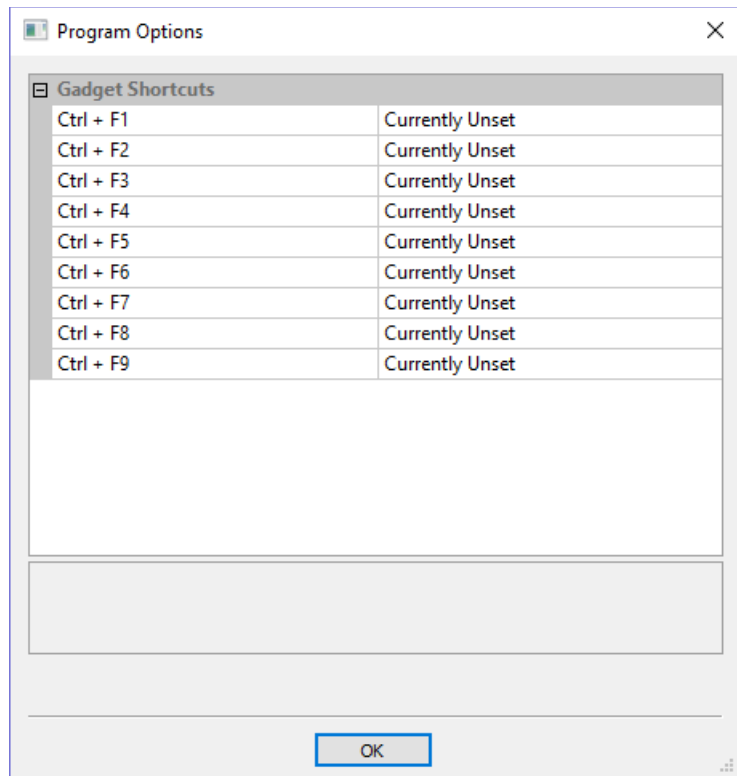 Program Options
Gadget Shortcuts
Ctrl + F1 Currently Unset
Ctrl + F2 Currently Unset
Ctrl + F3 Currently Unset
Ctrl + F4 Currently Unset
Ctrl + F5 Currently Unset
Ctrl + F6 Currently Unset
Ctrl + F7 Currently Unset
Ctrl + F8 Currently Unset
Ctrl + F9 Currently Unset
OK